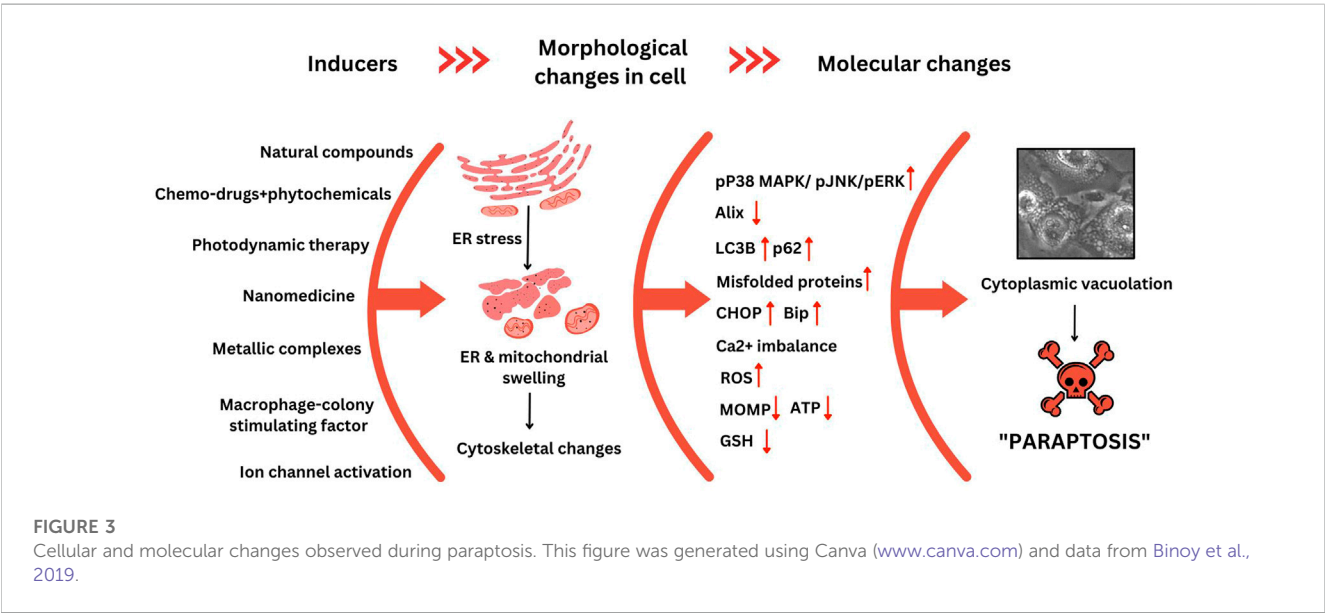 Inducers
Morphological
changes in cell
Molecular changes
Natural compounds
Chemo-drugs+phytochemicals
Photodynamic therapy
Nanomedicine
Metallic complexes
Macrophage-colony
stimulating factor
Ion channel activation
ER stress
ER & mitochondrial
swelling
Cytoskeletal changes
pP38 MAPK/ pJNK/pERK
Alix
LC3B p62
Misfolded proteins
CHOP Bip
Ca2+ imbalance
ROS
MOMP ATP
GSH
Cytoplasmic vacuolation
"PARAPTOSIS"
FIGURE 3
Cellular and molecular changes observed during paraptosis. This figure was generated using Canva (www.canva.com) and data from Binoy et al.,
2019.